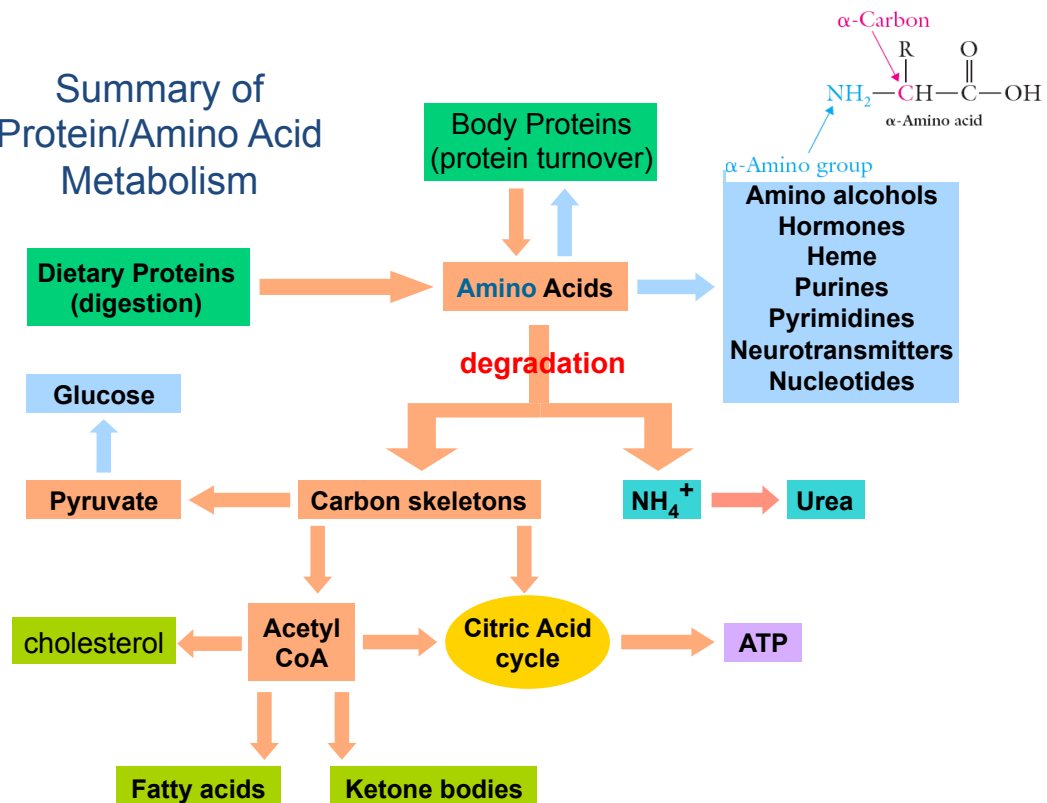 Summary of
Protein/Amino Acid
Metabolism
α-Carbon
R
O
NH₂—CH—C—OH
α-Amino acid
α-Amino group
Body Proteins
(protein turnover)
Amino alcohols
Hormones
Heme
Purines
Pyrimidines
Neurotransmitters
Nucleotides
Dietary Proteins
(digestion)
Amino Acids
degradation
Glucose
Pyruvate
Carbon skeletons
NH₄⁺
Urea
cholesterol
Acetyl
CoA
Citric Acid
cycle
ATP
Fatty acids
Ketone bodies